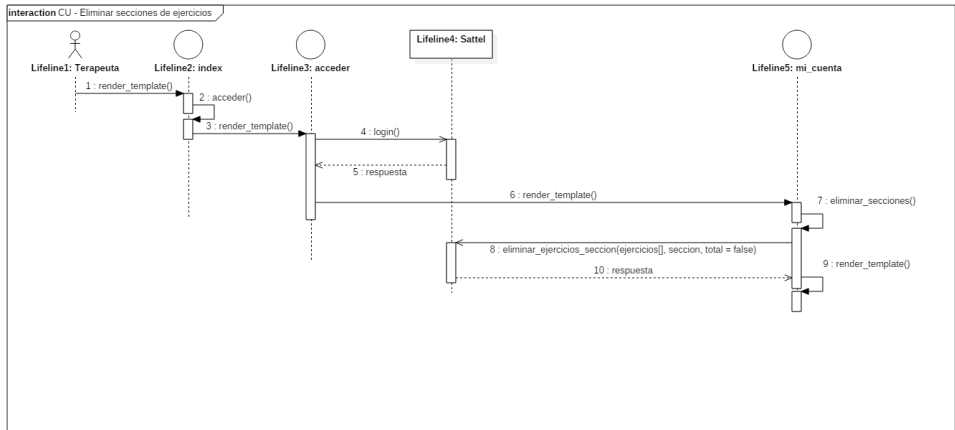 interaction CU - Eliminar secciones de ejercicios
Lifeline1: Terapeuta
Lifeline2: index
Lifeline3: acceder
Lifeline4: Sattel
Lifeline5: mi_cuenta
1 : render_template()
2 : acceder()
3 : render_template()
4 : login()
5 : respuesta
6 : render_template()
7 : eliminar_secciones()
8 : eliminar_ejercicios_seccion(ejercicios[], seccion, total = false)
9 : render_template()
10 : respuesta